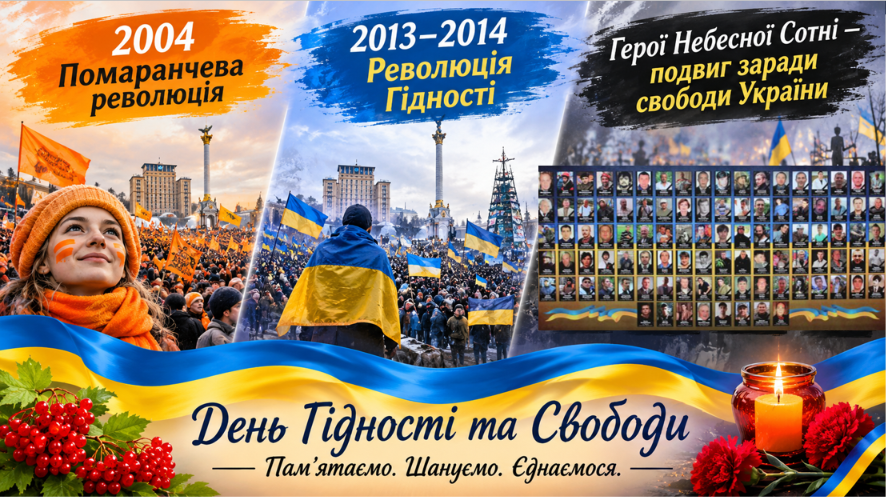 2004
Помаранчева
революція
2013–2014
Революція
Гідності
Герої Небесної Сотні –
подвиг заради
свободи України
День Гідності та Свободи
Пам'ятаємо. Шануємо. Єднаємося.